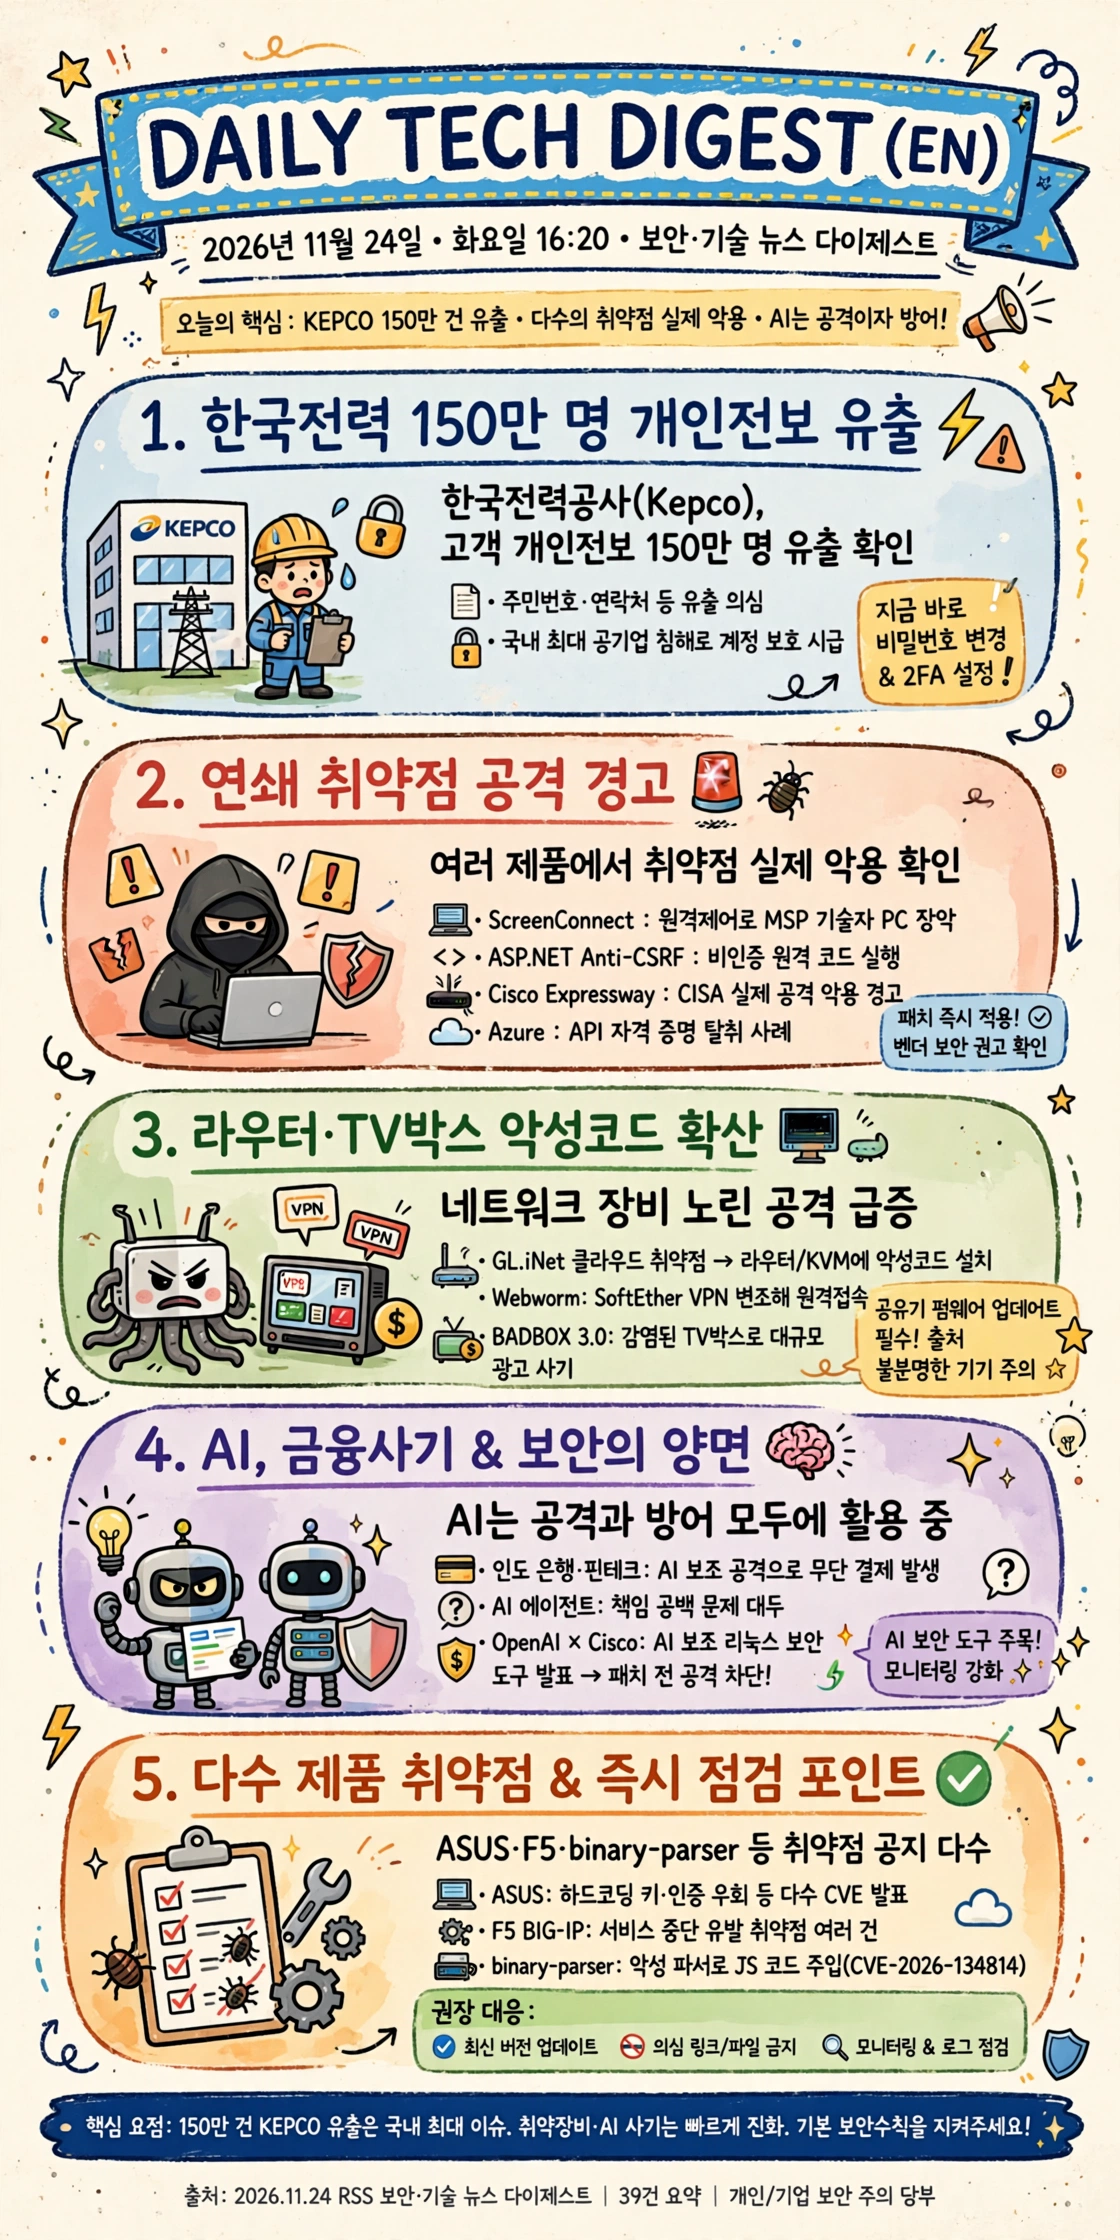 DAILY TECH DIGEST (EN)
2026년 11월 24일 • 화요일 16:20 • 보안·기술 뉴스 다이제스트
오늘의 핵심 : KEPCO 150만 건 유출 • 다수의 취약점 실제 악용 • AI는 공격이자 방어!
1. 한국전력 150만 명 개인전보 유출
KEPCO
한국전력공사(Kepco),
고객 개인전보 150만 명 유출 확인
• 주민번호·연락처 등 유출 의심
• 국내 최대 공기업 침해로 계정 보호 시급
지금 바로
비밀번호 변경
& 2FA 설정 !
2. 연쇄 취약점 공격 경고
여러 제품에서 취약점 실제 악용 확인
• ScreenConnect : 원격제어로 MSP 기술자 PC 장악
< > • ASP.NET Anti-CSRF : 비인증 원격 코드 실행
• Cisco Expressway : CISA 실제 공격 악용 경고
• Azure : API 자격 증명 탈취 사례
패치 즉시 적용!
벤더 보안 권고 확인
3. 라우터·TV박스 악성코드 확산
VPN
VPN
네트워크 장비 노린 공격 급증
• GL.iNet 클라우드 취약점 → 라우터/KVM에 악성코드 설치
• Webworm: SoftEther VPN 변조해 원격접속
• BADBOX 3.0: 감염된 TV박스로 대규모
광고 사기
공유기 펌웨어 업데어트
필수! 출처
불분명한 기기 주의
4. AI, 금융사기 & 보안의 양면
AI는 공격과 방어 모두에 활용 중
• 인도 은행·핀테크: AI 보조 공격으로 무단 결제 발생
• AI 에이전트: 책임 공백 문제 대두
• OpenAI × Cisco: AI 보조 리눅스 보안
도구 발표 → 패치 전 공격 차단!
AI 보안 도구 주목!
모니터링 강화
5. 다수 제품 취약점 & 즉시 점검 포인트
ASUS·F5·binary-parser 등 취약점 공지 다수
• ASUS: 하드코딩 키·인증 우회 등 다수 CVE 발표
• F5 BIG-IP: 서비스 중단 유발 취약점 여러 건
• binary-parser: 악성 파서로 JS 코드 주입(CVE-2026-134814)
권장 대응 :
최신 버전 업데이트
의심 링크/파일 금지
모니터링 & 로그 점검
핵심 요점: 150만 건 KEPCO 유출은 국내 최대 이슈. 취약장비·AI 사기는 빠르게 진화. 기본 보안수칙을 지켜주세요!
출처: 2026.11.24 RSS 보안·기술 뉴스 다이제스트 | 39건 요약 | 개인/기업 보안 주의 당부